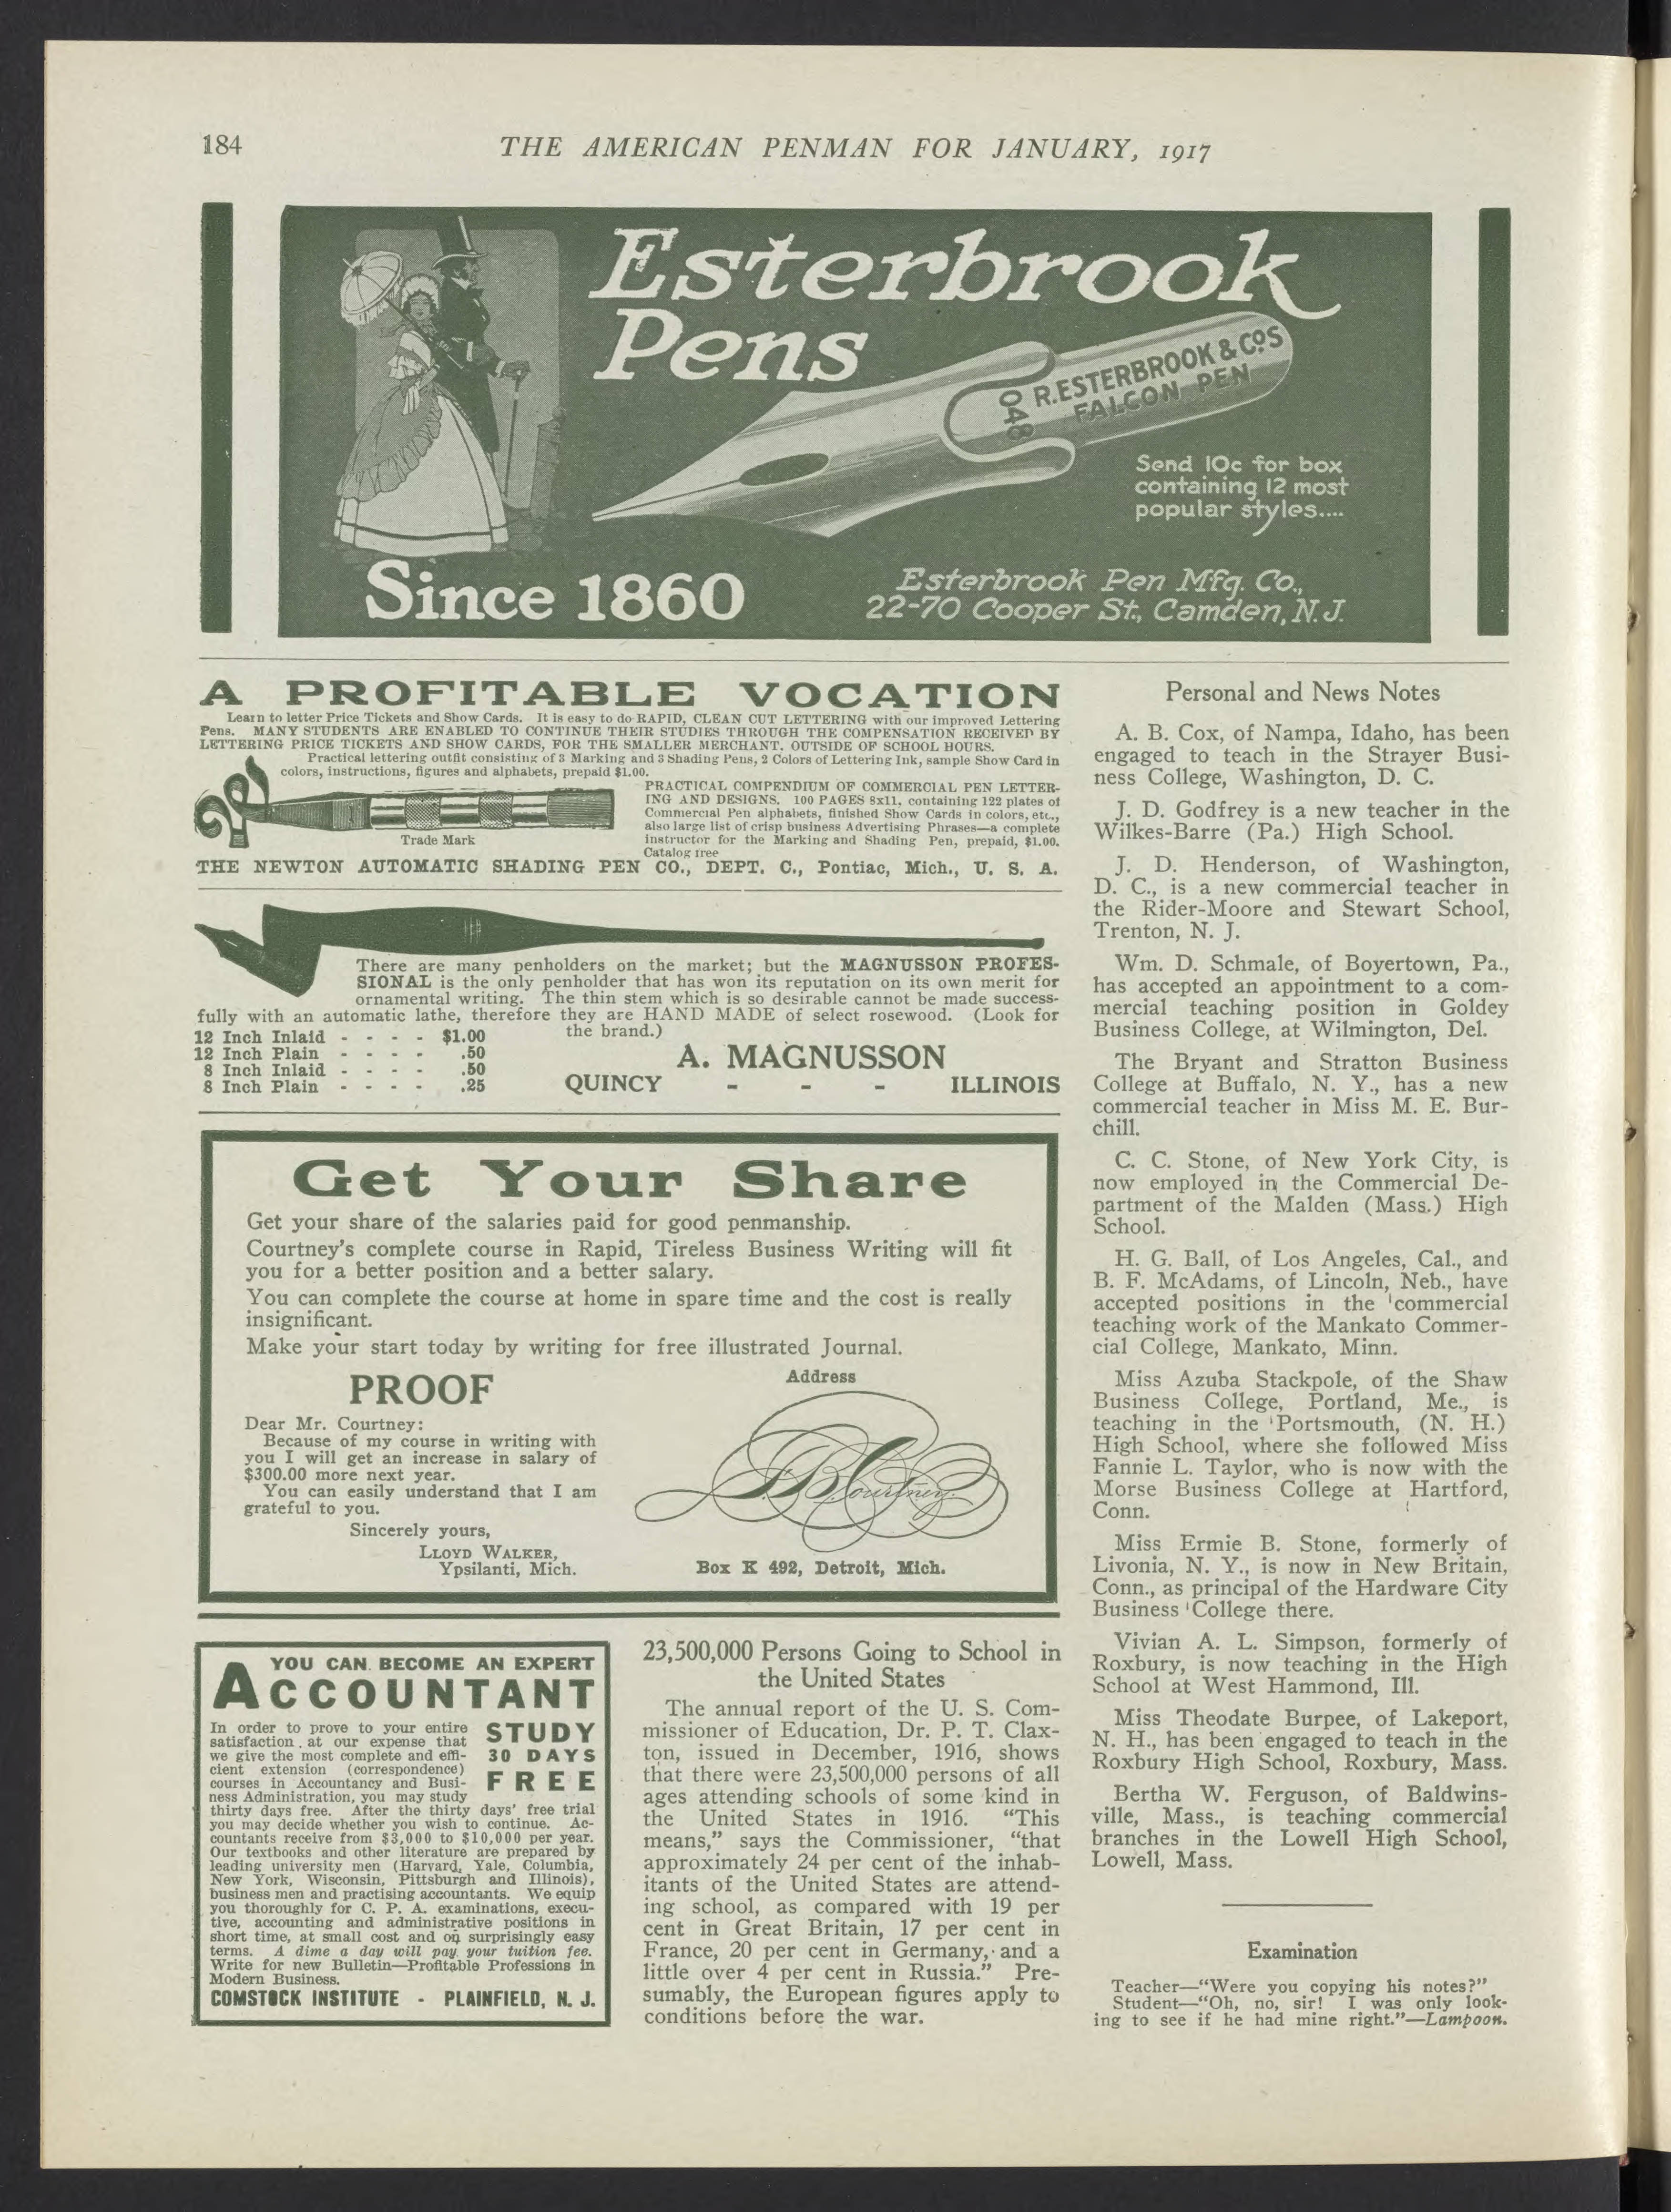 184
THE AMERICAN PENMAN FOR JANUARY, 1917
Esterbrook
Pens
R.ESTERBROOK & CO'S
FALCON PEN
048
Send 10c for box
containing 12 most
popular styles....
Since 1860
Esterbrook Pen Mfg. Co.,
22-70 Cooper St., Camden, N.J.
A PROFITABLE VOCATION
Learn to letter Price Tickets and Show Cards. It is easy to do RAPID, CLEAN CUT LETTERING with our improved Lettering
Pens. MANY STUDENTS ARE ENABLED TO CONTINUE THEIR STUDIES THROUGH THE COMPENSATION RECEIVED BY
LETTERING PRICE TICKETS AND SHOW CARDS, FOR THE SMALLER MERCHANT, OUTSIDE OF SCHOOL HOURS.
Practical lettering outfit consisting of 3 Marking and 3 Shading Pens, 2 Colors of Lettering Ink, sample Show Card in
colors, instructions, figures and alphabets, prepaid $1.00.
PRACTICAL COMPENDIUM OF COMMERCIAL PEN LETTER-
ING AND DESIGNS. 100 PAGES 8x11, containing 122 plates of
Commercial Pen alphabets, finished Show Cards in colors, etc.,
also large list of crisp business Advertising Phrases—a complete
instructor for the Marking and Shading Pen, prepaid, $1.00.
Catalog free
Trade Mark
THE NEWTON AUTOMATIC SHADING PEN CO., DEPT. C., Pontiac, Mich., U. S. A.
There are many penholders on the market; but the MAGNUSSON PROFES-
SIONAL is the only penholder that has won its reputation on its own merit for
ornamental writing. The thin stem which is so desirable cannot be made success-
fully with an automatic lathe, therefore they are HAND MADE of select rosewood. (Look for
the brand.)
12 Inch Inlaid - - - - $1.00
12 Inch Plain - - - - .50
8 Inch Inlaid - - - - .50
8 Inch Plain - - - - .25
A. MAGNUSSON
QUINCY - - - ILLINOIS
Get Your Share
Get your share of the salaries paid for good penmanship.
Courtney's complete course in Rapid, Tireless Business Writing will fit
you for a better position and a better salary.
You can complete the course at home in spare time and the cost is really
insignificant.
Make your start today by writing for free illustrated Journal.
PROOF
Dear Mr. Courtney:
Because of my course in writing with
you I will get an increase in salary of
$300.00 more next year.
You can easily understand that I am
grateful to you.
Sincerely yours,
LLOYD WALKER,
Ypsilanti, Mich.
Address
Courtney
Box K 492, Detroit, Mich.
YOU CAN BECOME AN EXPERT
ACCOUNTANT
STUDY
30 DAYS
FREE
In order to prove to your entire
satisfaction at our expense that
we give the most complete and effi-
cient extension (correspondence)
courses in Accountancy and Busi-
ness Administration, you may study
thirty days free. After the thirty days' free trial
you may decide whether you wish to continue. Ac-
countants receive from $3,000 to $10,000 per year.
Our textbooks and other literature are prepared by
leading university men (Harvard, Yale, Columbia,
New York, Wisconsin, Pittsburgh and Illinois),
business men and practising accountants. We equip
you thoroughly for C. P. A. examinations, execu-
tive, accounting and administrative positions in
short time, at small cost and on surprisingly easy
terms. A dime a day will pay your tuition fee.
Write for new Bulletin—Profitable Professions in
Modern Business.
COMSTOCK INSTITUTE - PLAINFIELD, N. J.
23,500,000 Persons Going to School in
the United States
The annual report of the U. S. Com-
missioner of Education, Dr. P. T. Clax-
ton, issued in December, 1916, shows
that there were 23,500,000 persons of all
ages attending schools of some kind in
the United States in 1916. "This
means," says the Commissioner, "that
approximately 24 per cent of the inhab-
itants of the United States are attend-
ing school, as compared with 19 per
cent in Great Britain, 17 per cent in
France, 20 per cent in Germany, and a
little over 4 per cent in Russia." Pre-
sumably, the European figures apply to
conditions before the war.
Personal and News Notes
A. B. Cox, of Nampa, Idaho, has been
engaged to teach in the Strayer Busi-
ness College, Washington, D. C.
J. D. Godfrey is a new teacher in the
Wilkes-Barre (Pa.) High School.
J. D. Henderson, of Washington,
D. C., is a new commercial teacher in
the Rider-Moore and Stewart School,
Trenton, N. J.
Wm. D. Schmale, of Boyertown, Pa.,
has accepted an appointment to a com-
mercial teaching position in Goldey
Business College, at Wilmington, Del.
The Bryant and Stratton Business
College at Buffalo, N. Y., has a new
commercial teacher in Miss M. E. Bur-
chill.
C. C. Stone, of New York City, is
now employed in the Commercial De-
partment of the Malden (Mass.) High
School.
H. G. Ball, of Los Angeles, Cal., and
B. F. McAdams, of Lincoln, Neb., have
accepted positions in the commercial
teaching work of the Mankato Commer-
cial College, Mankato, Minn.
Miss Azuba Stackpole, of the Shaw
Business College, Portland, Me., is
teaching in the Portsmouth, (N. H.)
High School, where she followed Miss
Fannie L. Taylor, who is now with the
Morse Business College at Hartford,
Conn.
Miss Ermie B. Stone, formerly of
Livonia, N. Y., is now in New Britain,
Conn., as principal of the Hardware City
Business College there.
Vivian A. L. Simpson, formerly of
Roxbury, is now teaching in the High
School at West Hammond, Ill.
Miss Theodate Burpee, of Lakeport,
N. H., has been engaged to teach in the
Roxbury High School, Roxbury, Mass.
Bertha W. Ferguson, of Baldwins-
ville, Mass., is teaching commercial
branches in the Lowell High School,
Lowell, Mass.
Examination
Teacher—"Were you copying his notes?"
Student—"Oh, no, sir! I was only look-
ing to see if he had mine right."—Lampoon.